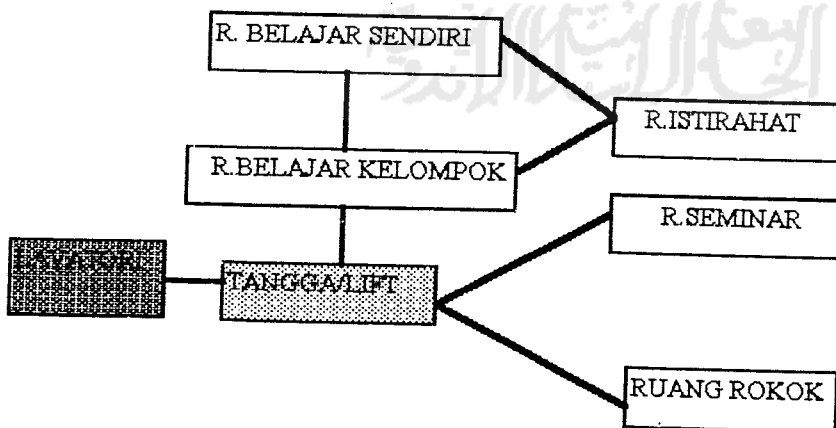 R. BELAJAR SENDIRI
R.ISTIRAHAT
R.BELAJAR KELOMPOK
R.SEMINAR
TANGGA/LIFT
RUANG ROKOK